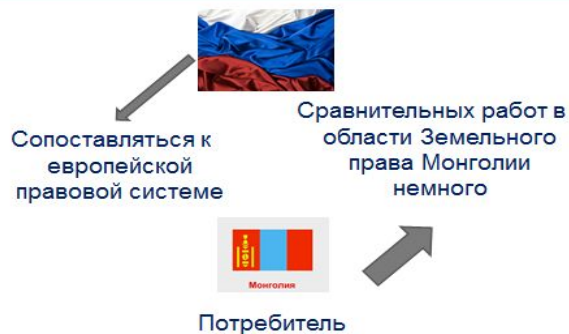 Сопоставляться к
европейской
правовой системе
Сравнительных работ в
области Земельного
права Монголии
немного
Монголия
Потребитель